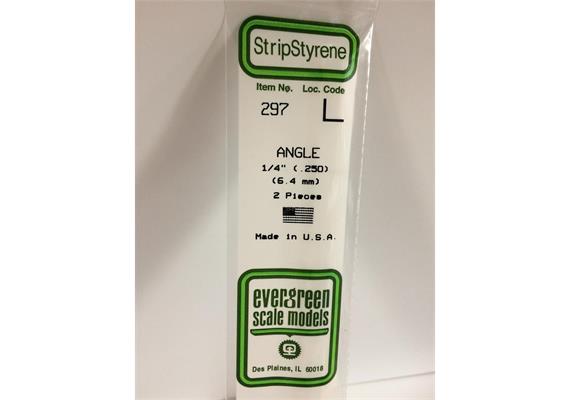 StripStyrene
Item No. Loc. Code
297
ANGLE
1/4" (.250)
(6.4 mm)
2 Pieces
Made in U.S.A.
evergreen
scale models
Des Plaines, IL 60018